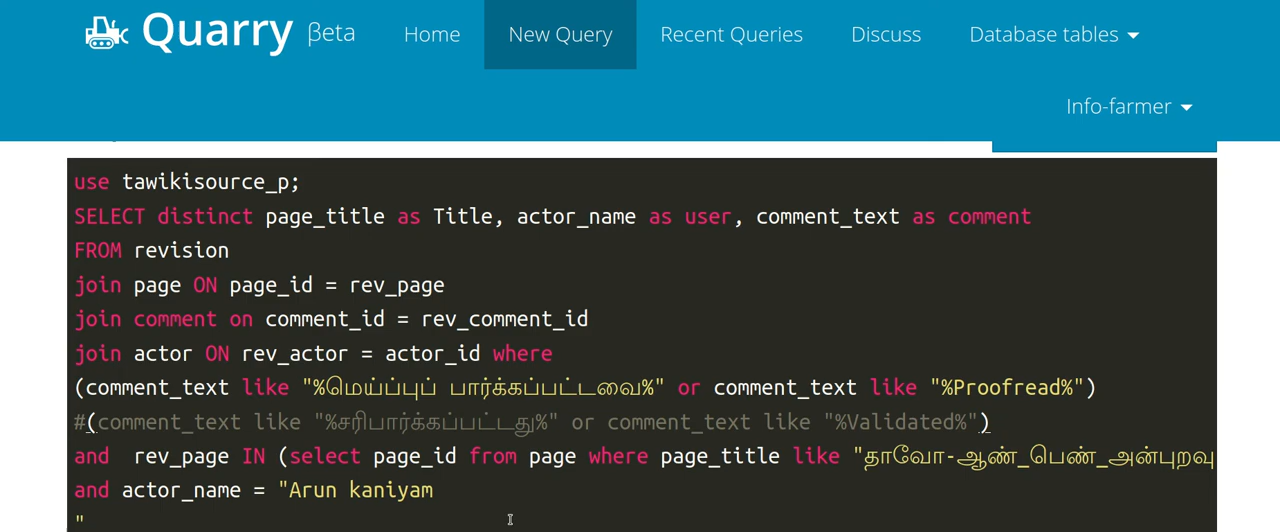 Quarry βeta Home New Query Recent Queries Discuss Database tables
Info-farmer
use tawikisource_p;
SELECT distinct page_title as Title, actor_name as user, comment_text as comment
FROM revision
join page ON page_id = rev_page
join comment on comment_id = rev_comment_id
join actor ON rev_actor = actor_id where
(comment_text like "%மெய்ப்புப் பார்க்கப்பட்டவை%" or comment_text like "%Proofread%")
#(comment_text like "%சரிபார்க்கப்பட்டது%" or comment_text like "%Validated%")
and rev_page IN (select page_id from page where page_title like "தாவோ-ஆண்_பெண்_அன்புறவு
and actor_name = "Arun kaniyam
"